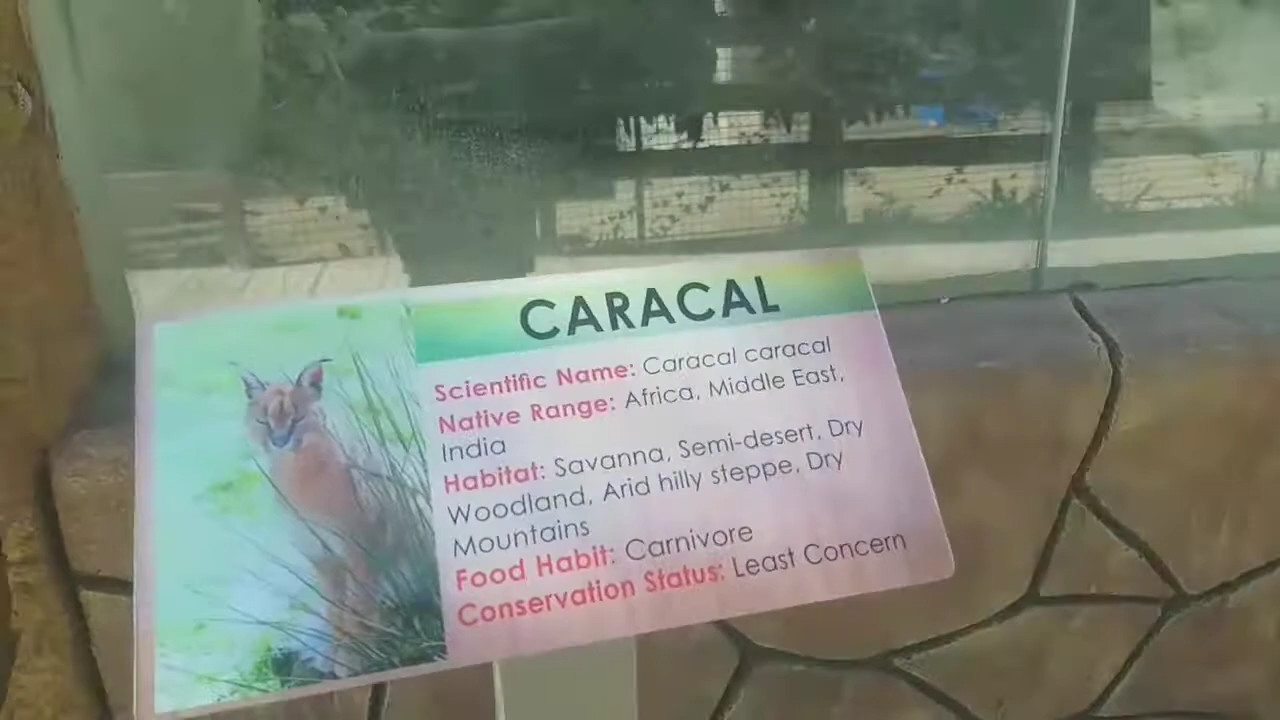 CARACAL
Scientific Name: Caracal caracal
Native Range: Africa, Middle East,
India
Habitat: Savanna, Semi-desert, Dry
Woodland, Arid hilly steppe, Dry
Mountains
Food Habit: Carnivore
Conservation Status: Least Concern